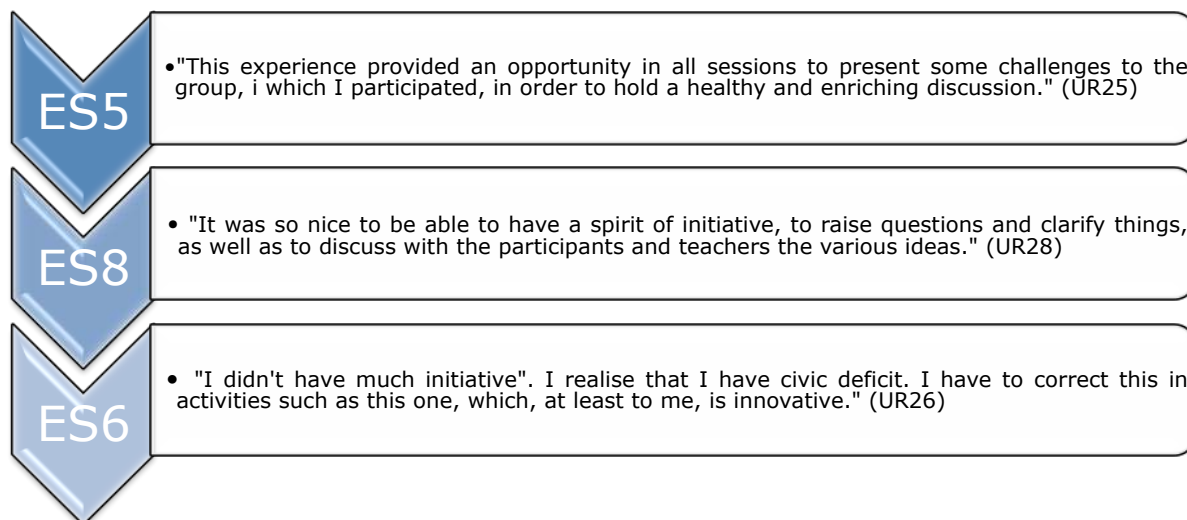 ES5
•"This experience provided an opportunity in all sessions to present some challenges to the
group, i which I participated, in order to hold a healthy and enriching discussion." (UR25)
ES8
• "It was so nice to be able to have a spirit of initiative, to raise questions and clarify things,
as well as to discuss with the participants and teachers the various ideas." (UR28)
ES6
• "I didn't have much initiative". I realise that I have civic deficit. I have to correct this in
activities such as this one, which, at least to me, is innovative." (UR26)